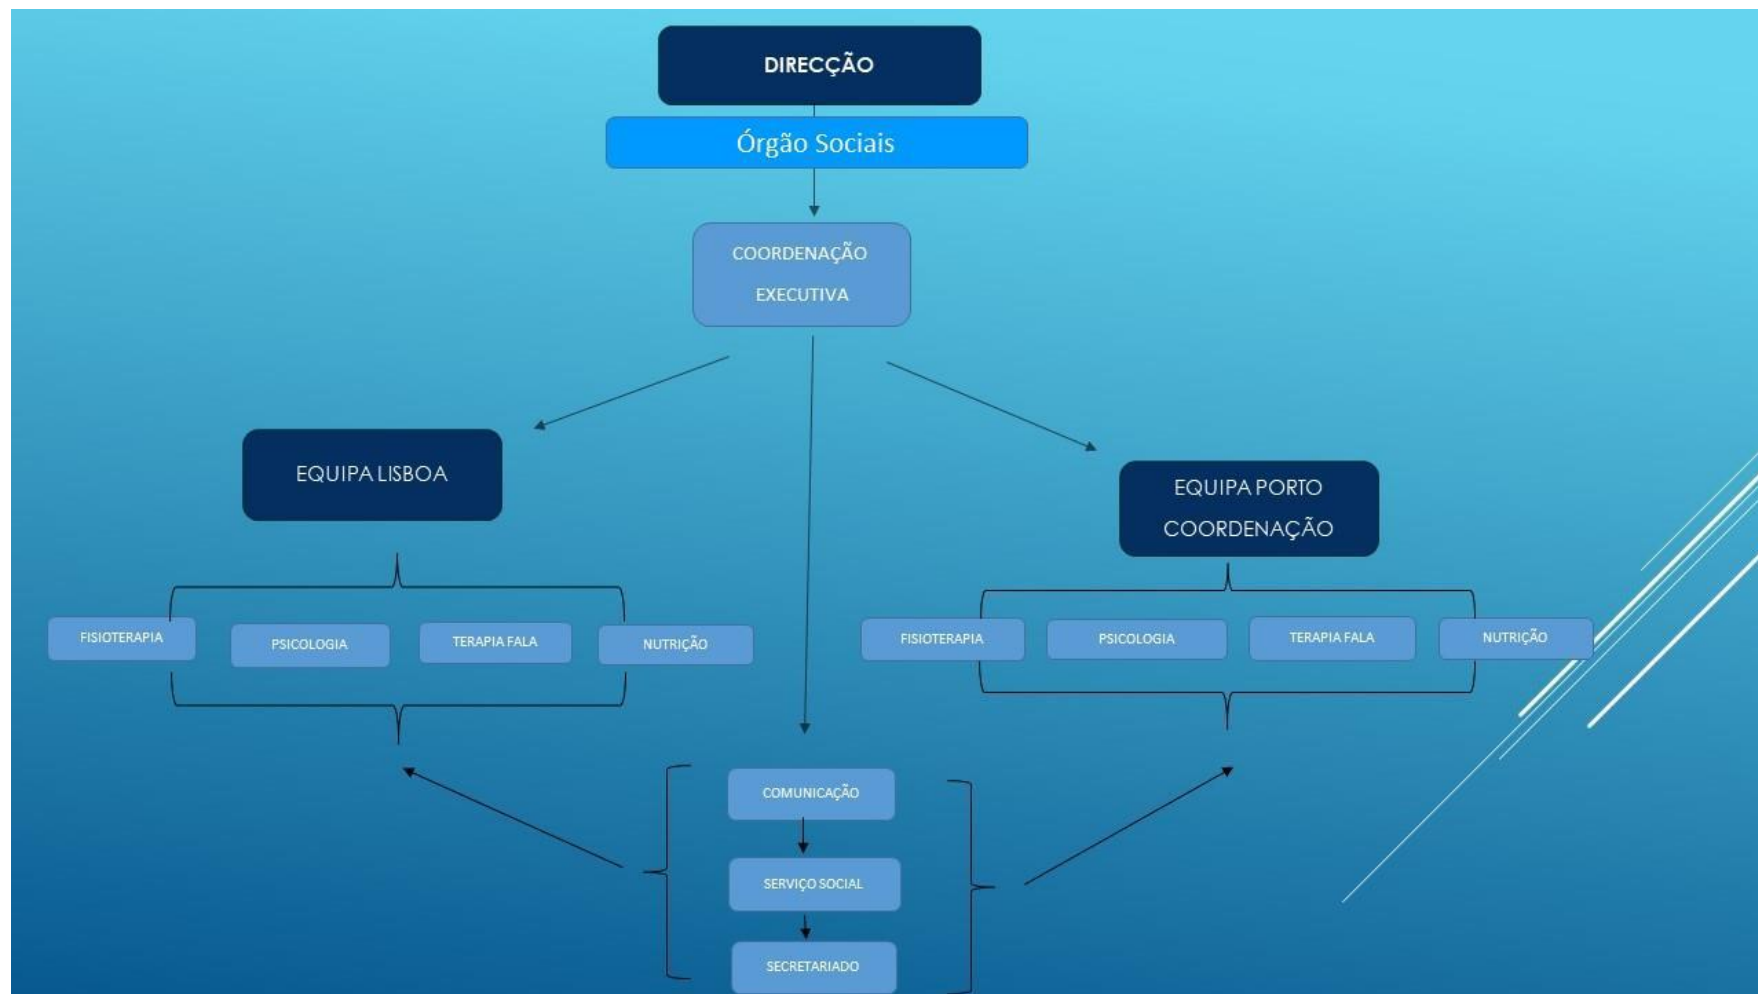 DIRECÇÃO
Órgão Sociais
COORDENAÇÃO
EXECUTIVA
EQUIPA LISBOA
EQUIPA PORTO
COORDENAÇÃO
FISIOTERAPIA
PSICOLOGIA
TERAPIA FALA
NUTRIÇÃO
FISIOTERAPIA
PSICOLOGIA
TERAPIA FALA
NUTRIÇÃO
COMUNICAÇÃO
SERVIÇO SOCIAL
SECRETARIADO